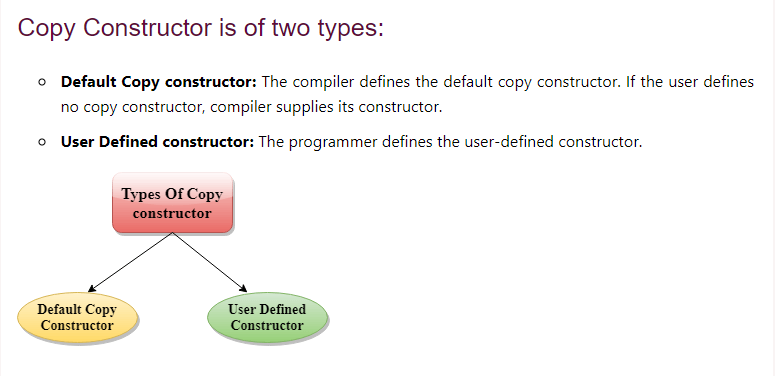 Copy Constructor is of two types:
Default Copy constructor: The compiler defines the default copy constructor. If the user defines
no copy constructor, compiler supplies its constructor.
User Defined constructor: The programmer defines the user-defined constructor.
Types Of Copy
constructor
Default Copy
Constructor
User Defined
Constructor